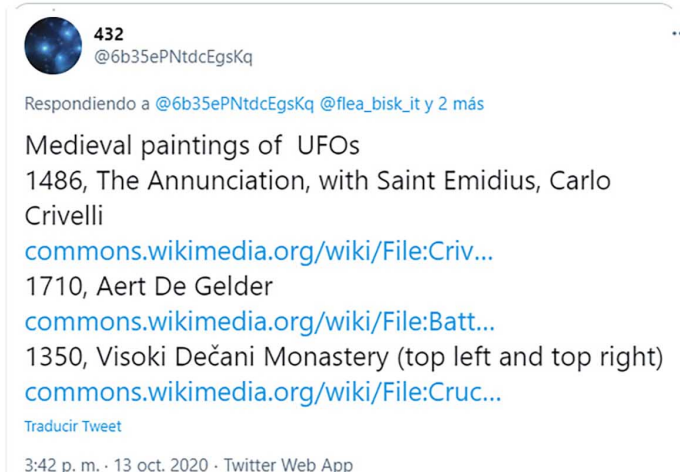 432
@6b35ePNtdcEgsKq
Respondiendo a @6b35ePNtdcEgsKq @flea_bisk_it y 2 más
Medieval paintings of UFOs
1486, The Annunciation, with Saint Emidius, Carlo
Crivelli
commons.wikimedia.org/wiki/File:Criv...
1710, Aert De Gelder
commons.wikimedia.org/wiki/File:Batt...
1350, Visoki Dečani Monastery (top left and top right)
commons.wikimedia.org/wiki/File:Cruc...
Traducir Tweet
3:42 p. m. · 13 oct. 2020 · Twitter Web App